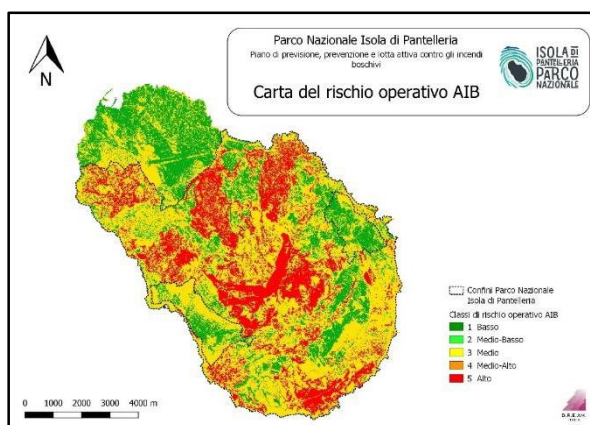 Parco Nazionale Isola di Pantelleria
Piano di previsione, prevenzione e lotta attiva contro gli incendi
boschivi
Carta del rischio operativo AIB
ISOLA DI
PANTELLERIA
PARCO
NAZIONALE
N
Confini Parco Nazionale
Isola di Pantelleria
Classi di rischio operativo AIB
1 Basso
2 Medio-Basso
3 Medio
4 Medio-Alto
5 Alto
0 1000 2000 3000 4000 m